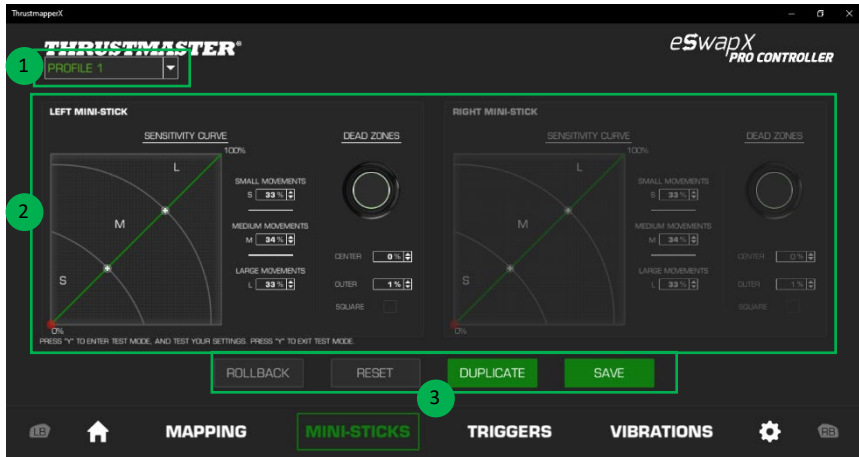 ThrustmapperX
THRUSTMASTER®
eSwapX
PRO CONTROLLER
1
PROFILE 1
2
LEFT MINI-STICK
SENSITIVITY CURVE
DEAD ZONES
100%
L
M
S
0%
SMALL MOVEMENTS
S 33 %
MEDIUM MOVEMENTS
M 34 %
LARGE MOVEMENTS
L 33 %
CENTER 0 %
OUTER 1 %
SQUARE
RIGHT MINI-STICK
SENSITIVITY CURVE
DEAD ZONES
100%
L
M
S
0%
SMALL MOVEMENTS
S 33 %
MEDIUM MOVEMENTS
M 34 %
LARGE MOVEMENTS
L 33 %
CENTER 0 %
OUTER 1 %
SQUARE
PRESS "Y" TO ENTER TEST MODE, AND TEST YOUR SETTINGS. PRESS "Y" TO EXIT TEST MODE.
ROLLBACK RESET DUPLICATE SAVE
3
LB MAPPING MINI-STICKS TRIGGERS VIBRATIONS RB